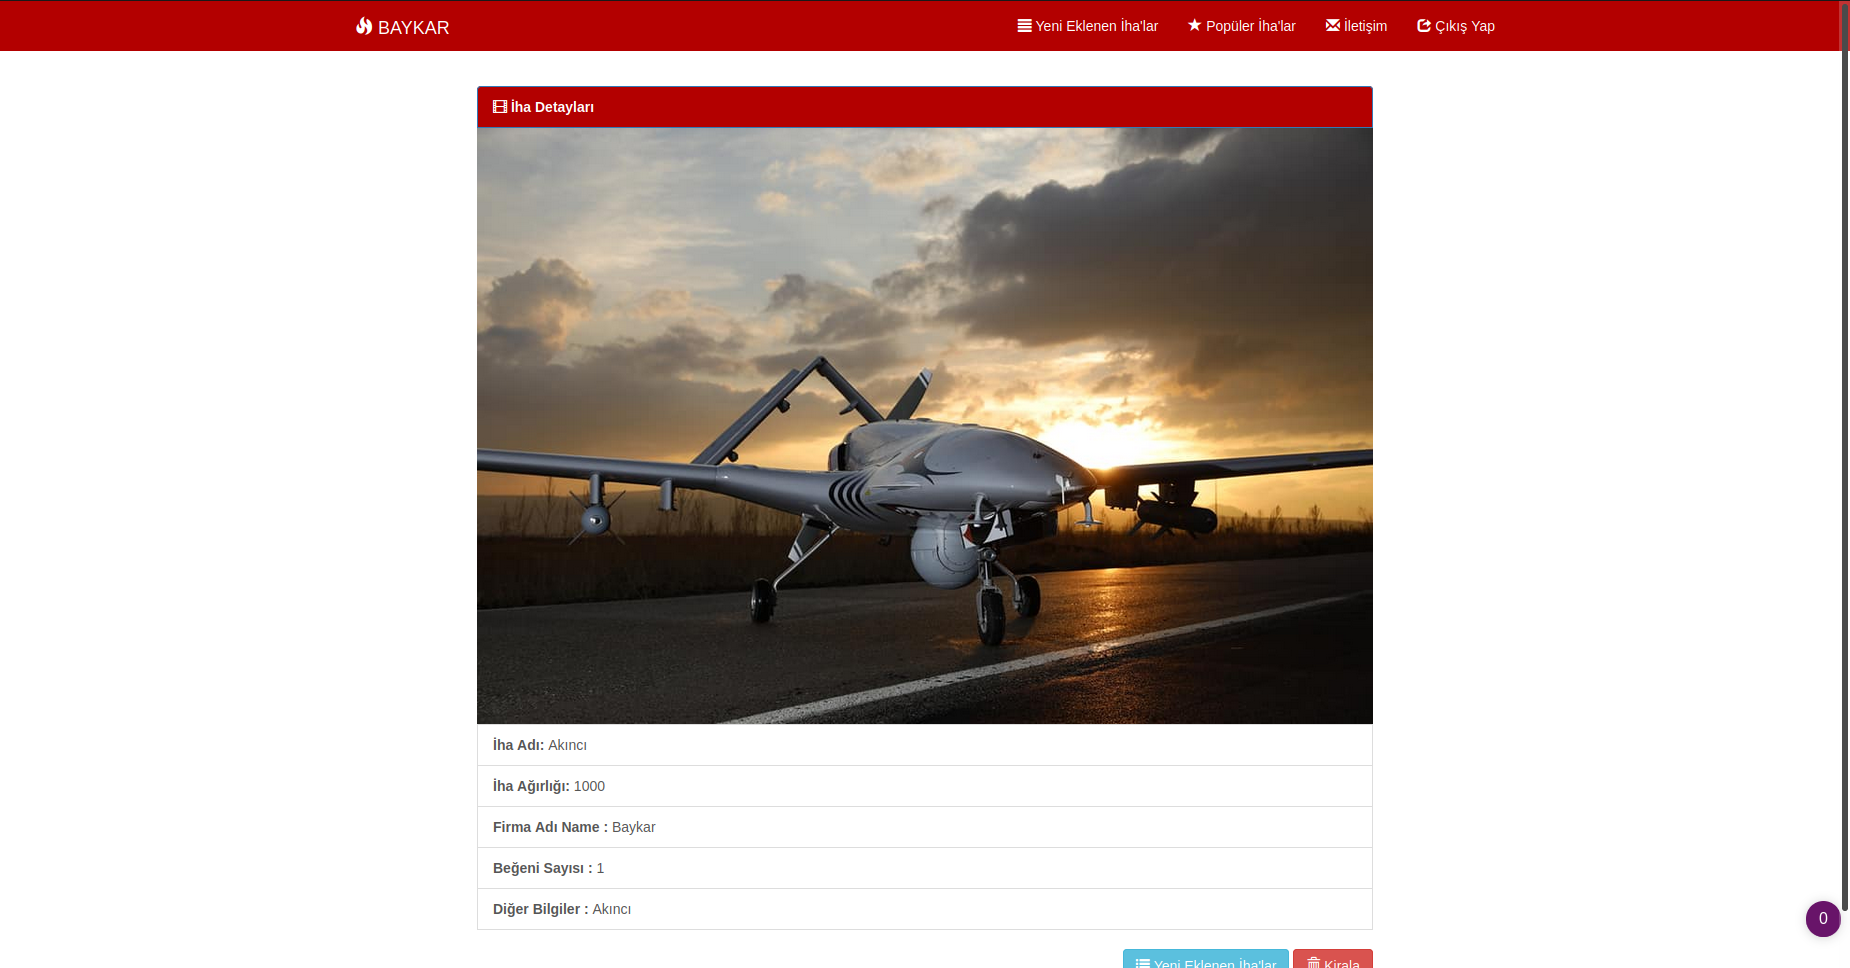 BAYKAR
Yeni Eklenen İha'lar
Popüler İha'lar
İletişim
Çıkış Yap
İha Detayları
İha Adı: Akıncı
İha Ağırlığı: 1000
Firma Adı Name : Baykar
Beğeni Sayısı : 1
Diğer Bilgiler : Akıncı
0
Yeni Eklenen İha'lar
Kirala